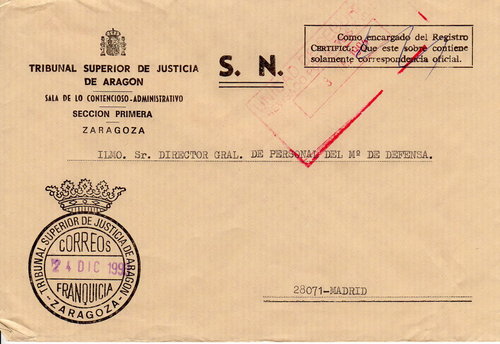 TRIBUNAL SUPERIOR DE JUSTICIA
DE ARAGON
SALA DE LO CONTENCIOSO-ADMINISTRATIVO
SECCION PRIMERA
ZARAGOZA
S. N.
Como encargado del Registro
CERTIFICO: Que este sobre contiene
solamente correspondencia oficial.
ILMO. Sr. DIRECTOR GRAL. DE PERSONAL DEL Mº DE DEFENSA.
28071-MADRID
TRIBUNAL SUPERIOR DE JUSTICIA DE ARAGON
CORREOS
24 DIC 199
FRANQUICIA
- ZARAGOZA -